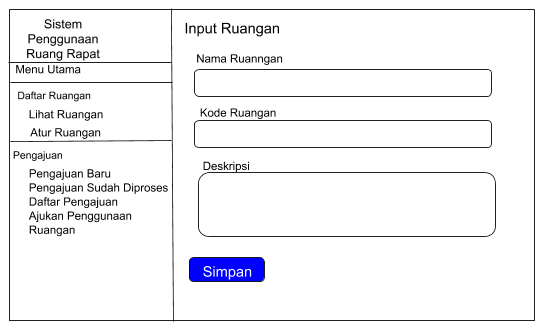 Sistem
Penggunaan
Ruang Rapat
Menu Utama
Daftar Ruangan
Lihat Ruangan
Atur Ruangan
Pengajuan
Pengajuan Baru
Pengajuan Sudah Diproses
Daftar Pengajuan
Ajukan Penggunaan
Ruangan
Input Ruangan
Nama Ruanngan
Kode Ruangan
Deskripsi
Simpan